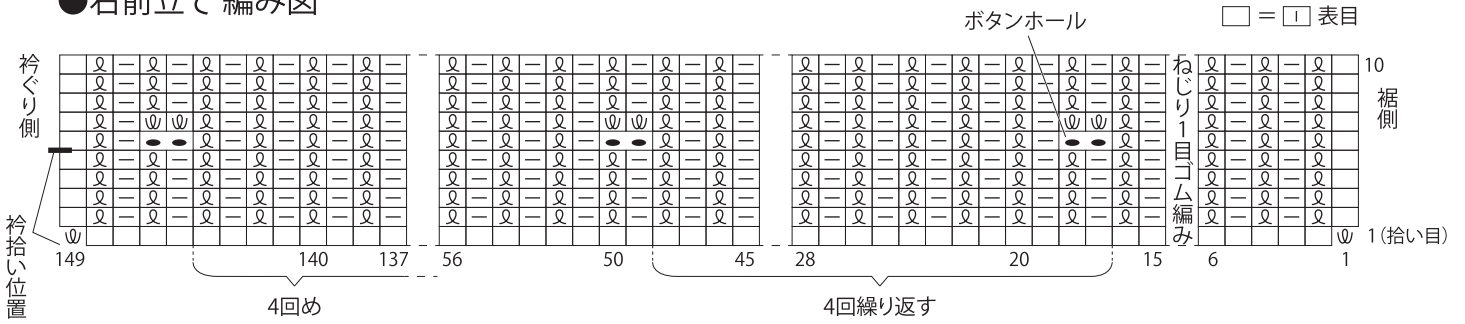 ●右前立て 編み図
ボタンホール
□ = 表目
衿ぐり側
ねじり1目ゴム編み
10
裾側
衿拾い位置
1(拾い目)
149 140 137 56 50 45 28 20 15 6 1
4回め
4回繰り返す